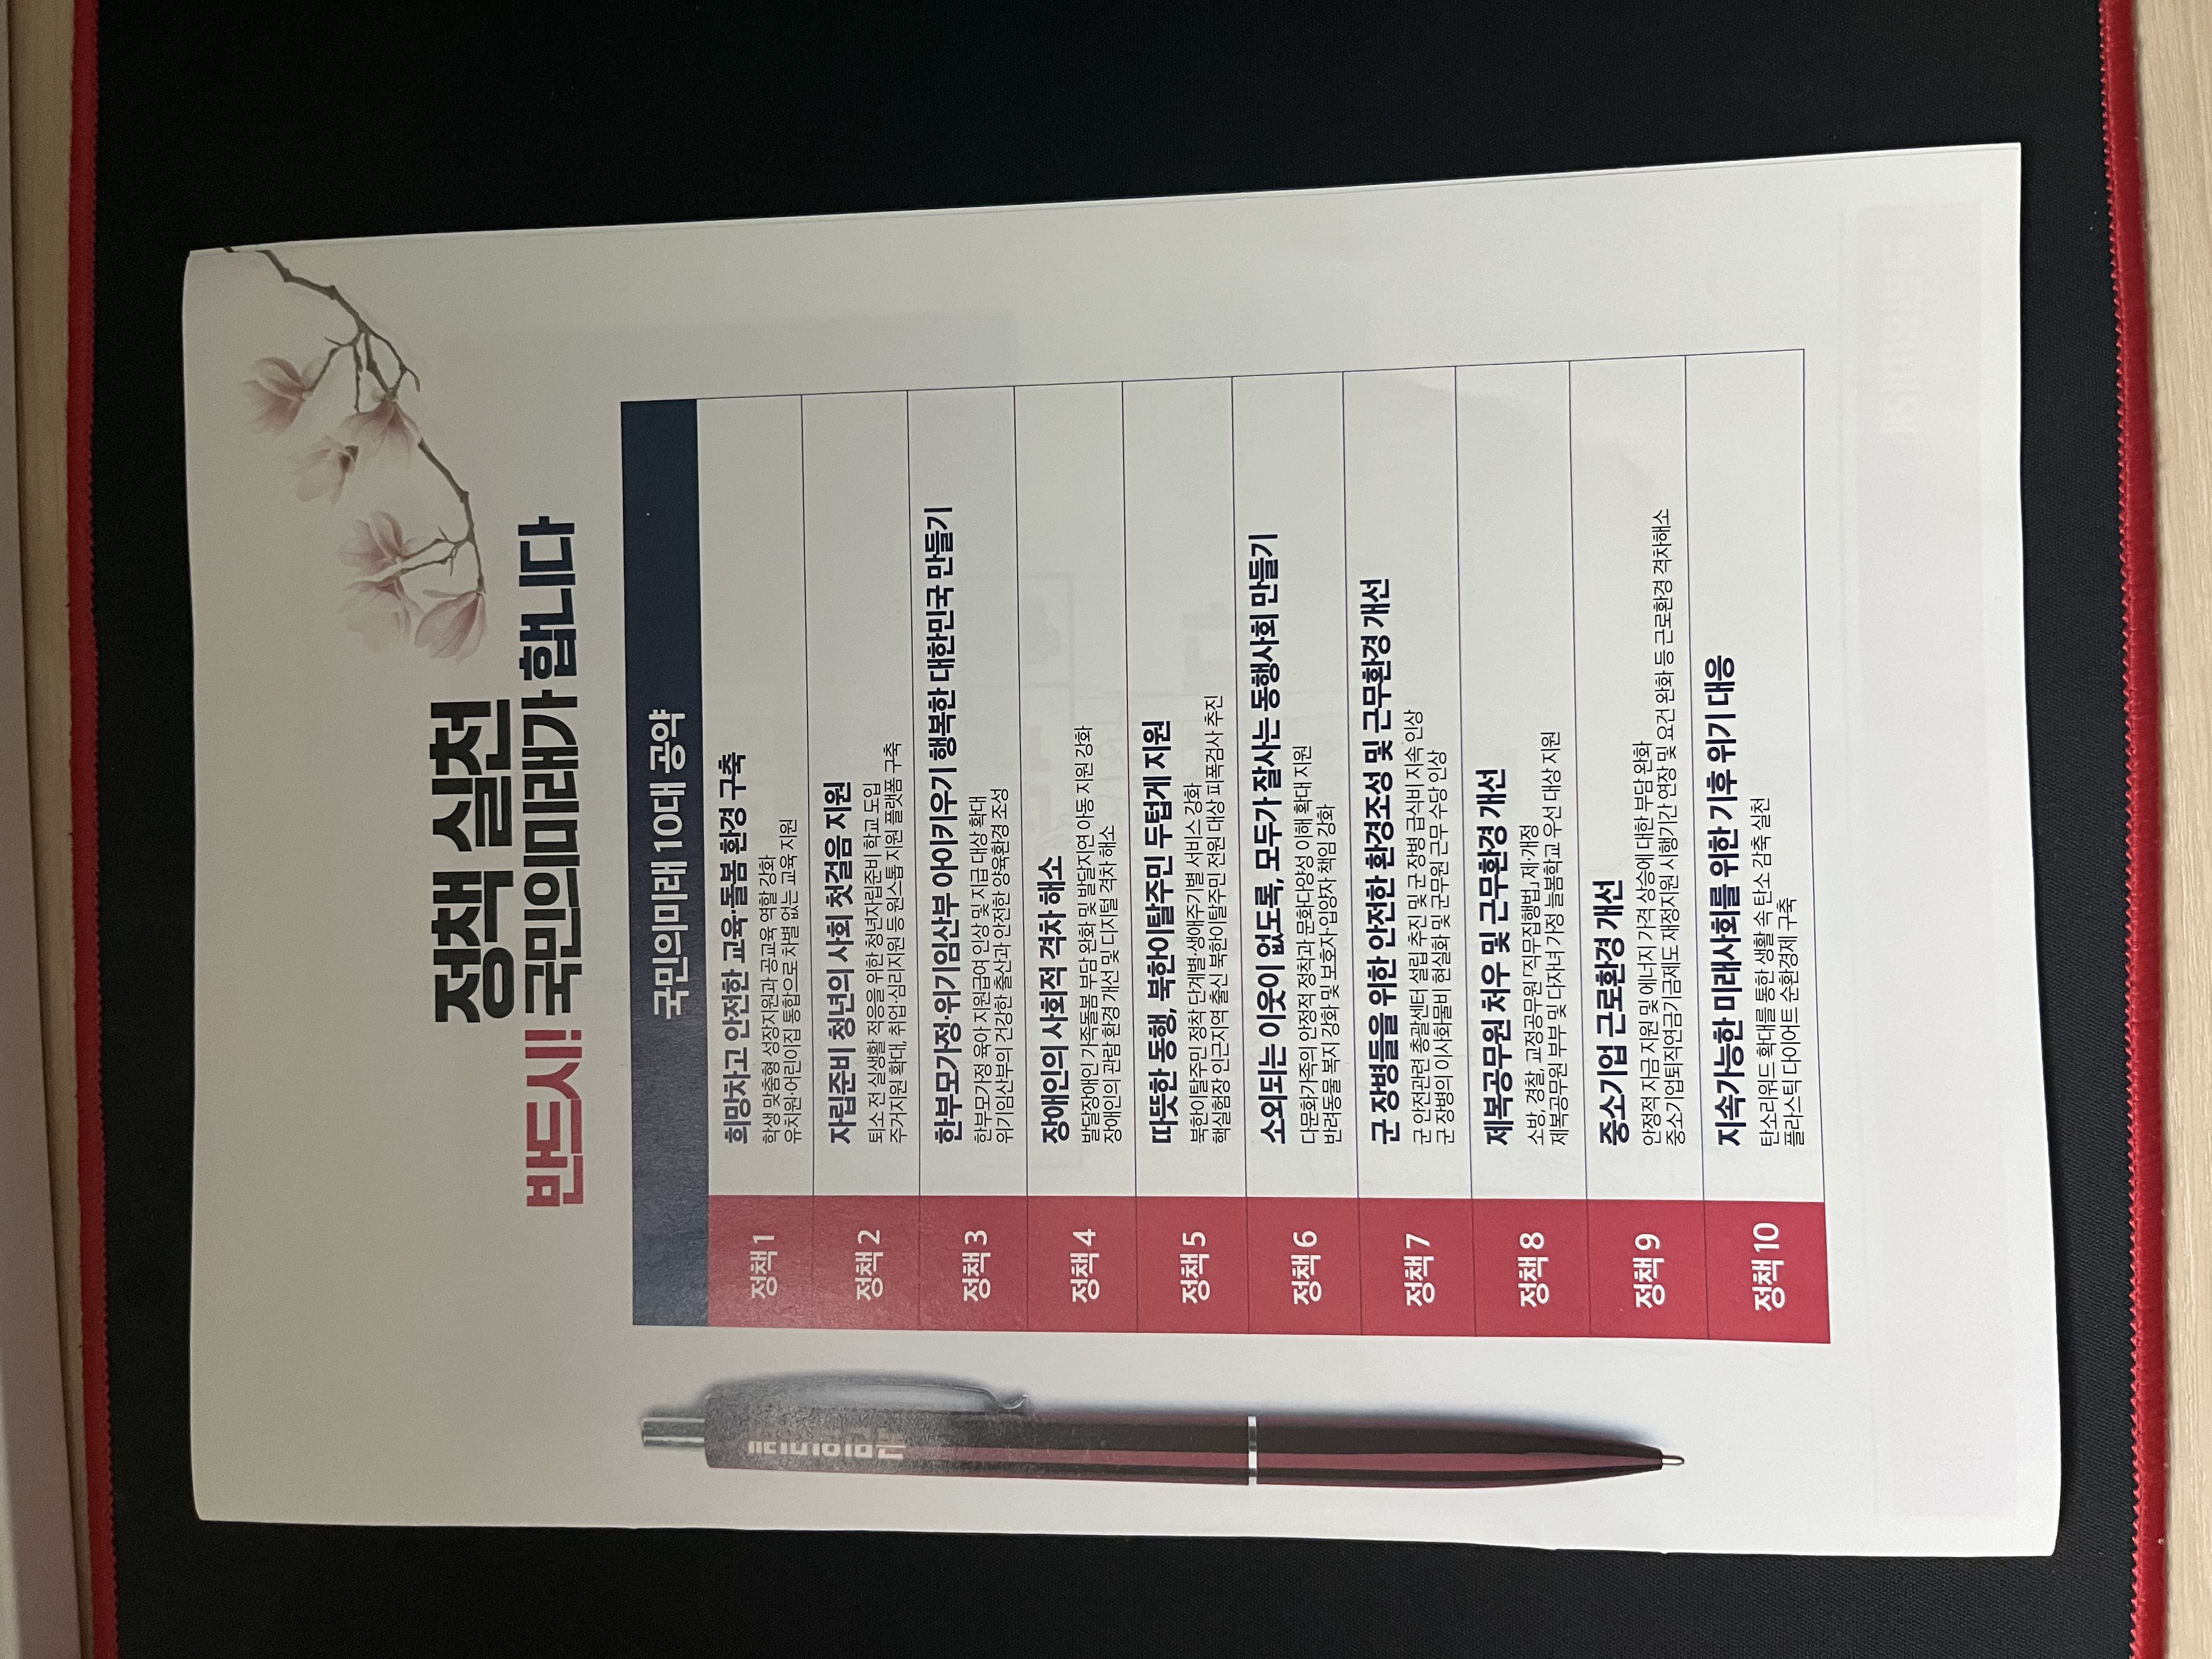 정책 실천
반드시! 국민의미래가 합니다
국민의미래
국민의미래 10대 공약
정책 1
희망차고 안전한 교육·돌봄 환경 구축
학생 맞춤형 성장지원과 공교육 역할 강화
유치원·어린이집 통합으로 차별 없는 교육 지원
정책 2
자립준비 청년의 사회 첫걸음 지원
퇴소 전 실생활 적응을 위한 청년자립준비 학교 도입
주거지원 확대, 취업·심리지원 등 원스톱 지원 플랫폼 구축
정책 3
한부모가정·위기임산부 아이키우기 행복한 대한민국 만들기
한부모가정 육아 지원급여 인상 및 지급 대상 확대
위기임산부의 건강한 출산과 안전한 양육환경 조성
정책 4
장애인의 사회적 격차 해소
발달장애인 가족돌봄 부담 완화 및 발달지연 아동 지원 강화
장애인의 관람 환경 개선 및 디지털 격차 해소
정책 5
따뜻한 동행, 북한이탈주민 두텁게 지원
북한이탈주민 정착 단계별·생애주기별 서비스 강화
핵실험장 인근지역 출신 북한이탈주민 전원 대상 피폭검사 추진
정책 6
소외되는 이웃이 없도록, 모두가 잘사는 동행사회 만들기
다문화가족의 안정적 정착과 문화다양성 이해 확대 지원
반려동물 복지 강화 및 보호자·입양자 책임 강화
정책 7
군 장병들을 위한 안전한 환경조성 및 근무환경 개선
군 안전관련 총괄센터 설립 추진 및 군 장병 급식비 지속 인상
군 장병의 이사화물비 현실화 및 군무원 근무 수당 인상
정책 8
제복공무원 처우 및 근무환경 개선
소방, 경찰, 교정공무원 「직무집행법」 제·개정
제복공무원 부부 및 다자녀 가정 늘봄학교 우선 대상 지원
정책 9
중소기업 근로환경 개선
안정적 자금 지원 및 에너지 가격 상승에 대한 부담 완화
중소기업퇴직연금기금제도 재정지원 시행기간 연장 및 요건 완화 등 근로환경 격차해소
정책 10
지속가능한 미래사회를 위한 기후 위기 대응
탄소리워드 확대를 통한 생활 속 탄소 감축 실천
플라스틱 다이어트 순환경제 구축